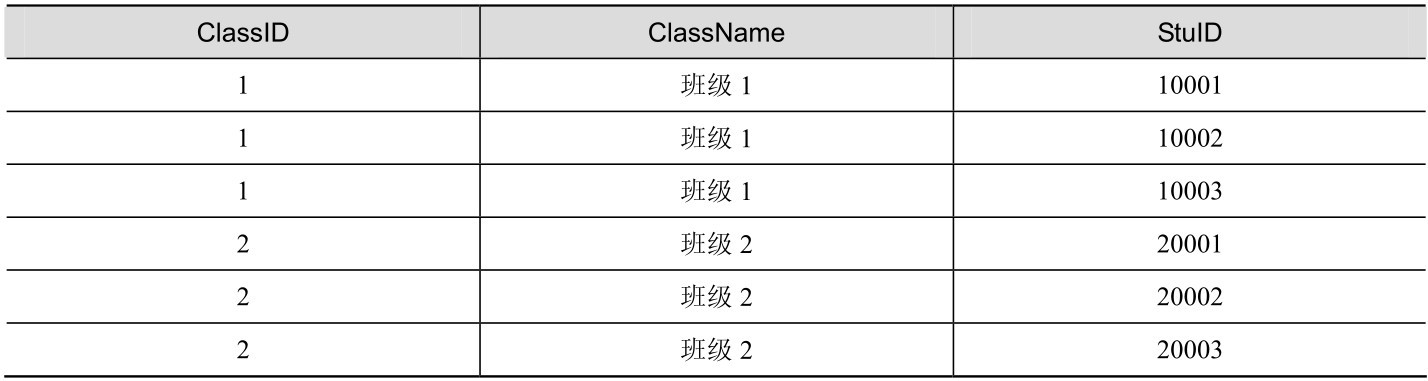 ClassID ClassName StuID
1 班级 1 10001
1 班级 1 10002
1 班级 1 10003
2 班级 2 20001
2 班级 2 20002
2 班级 2 20003